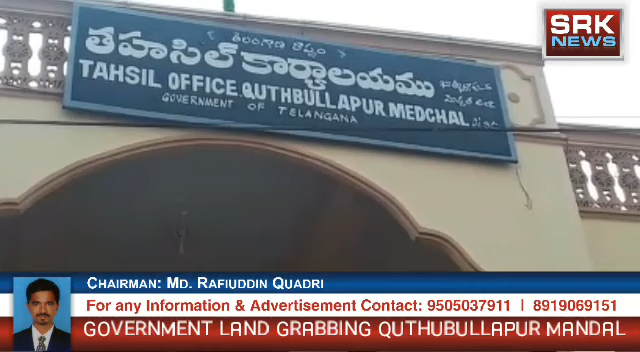 SRK
NEWS
తెలంగాణ రాష్ట్రం
తహసిల్ కార్యాలయము
TAHSIL OFFICE QUTHBULLAPUR MEDCHAL
GOVERNMENT OF TELANGANA
CHAIRMAN: MD. RAFIUDDIN QUADRI
For any Information & Advertisement Contact: 9505037911 | 8919069151
GOVERNMENT LAND GRABBING QUTHUBULLAPUR MANDAL